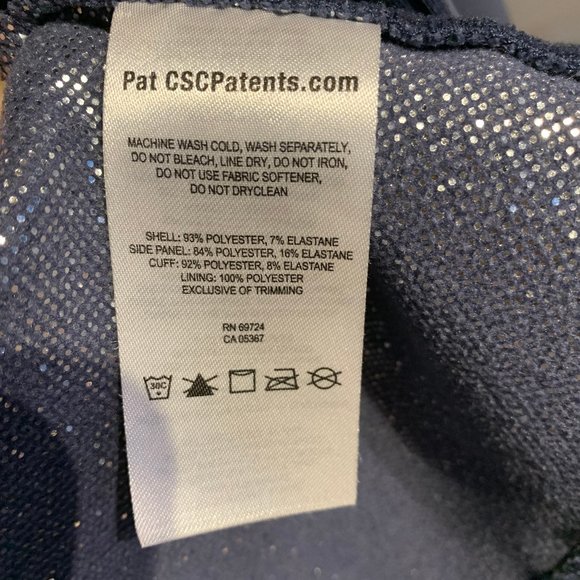 Pat CSCPatents.com
MACHINE WASH COLD, WASH SEPARATELY,
DO NOT BLEACH, LINE DRY, DO NOT IRON,
DO NOT USE FABRIC SOFTENER,
DO NOT DRYCLEAN
SHELL: 93% POLYESTER, 7% ELASTANE
SIDE PANEL: 84% POLYESTER, 16% ELASTANE
CUFF: 92% POLYESTER, 8% ELASTANE
LINING: 100% POLYESTER
EXCLUSIVE OF TRIMMING
RN 69724
CA 05367
30C